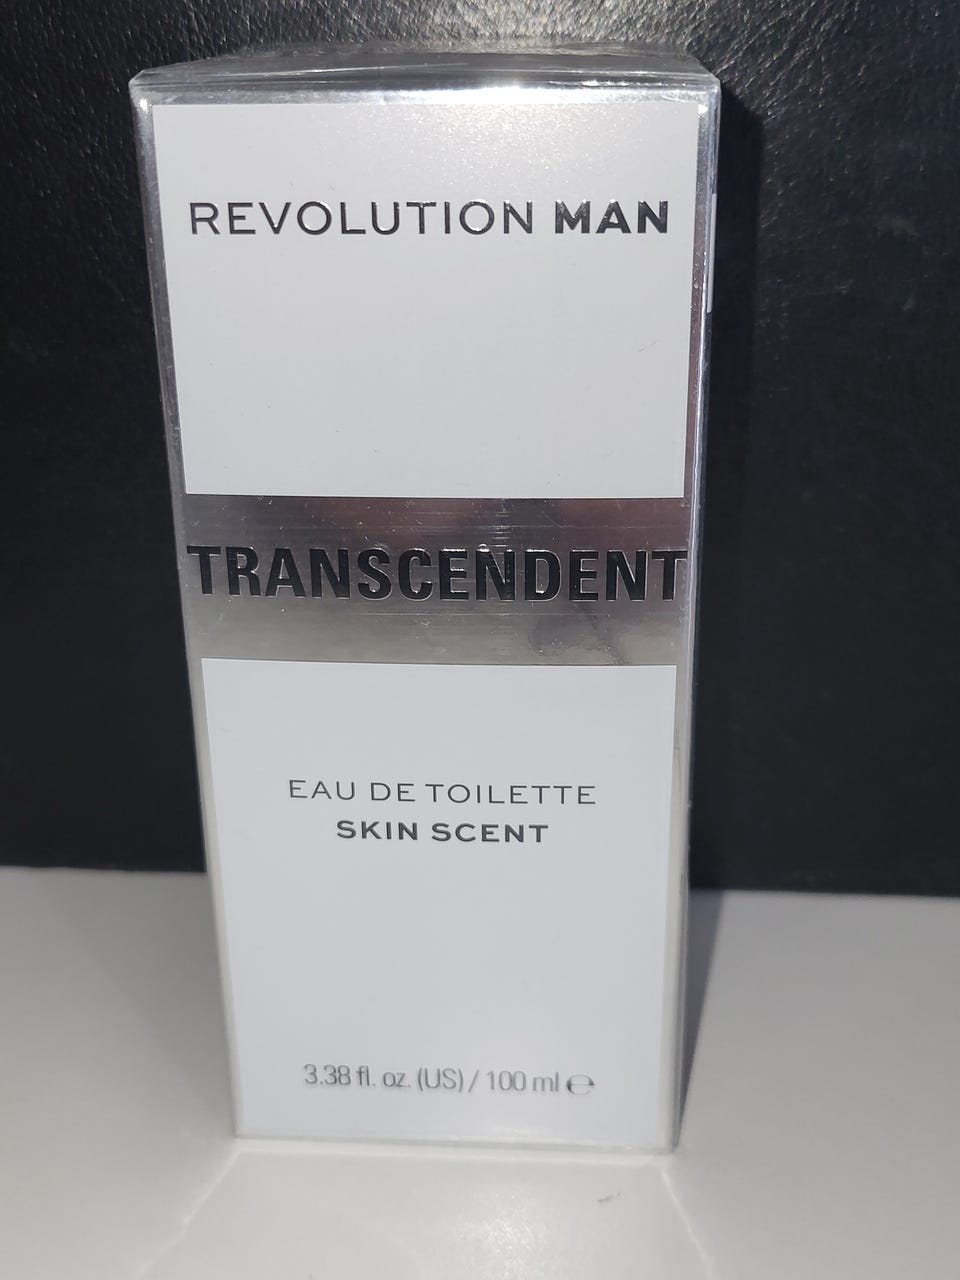 REVOLUTION MAN
TRANSCENDENT
EAU DE TOILETTE
SKIN SCENT
3.38 fl. oz. (US) / 100 ml ℮